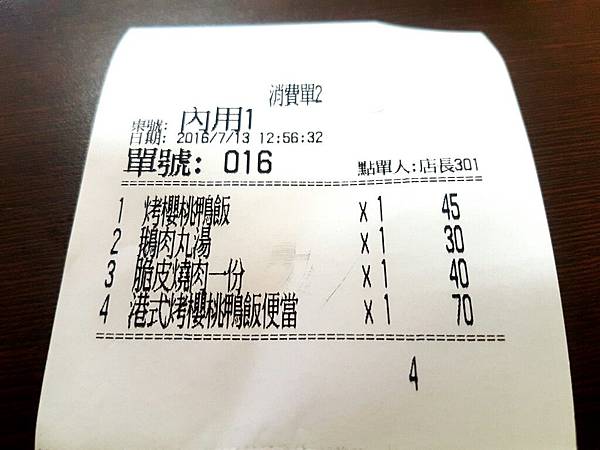 消費單2
桌號: 內用1
日期: 2016/7/13 12:56:32
單號: 016 點單人:店長301
==================================================
1 烤櫻桃鴨飯 x 1 45
2 鵝肉丸湯 x 1 30
3 脆皮燒肉一份 x 1 40
4 港式烤櫻桃鴨飯便當 x 1 70
==================================================
4